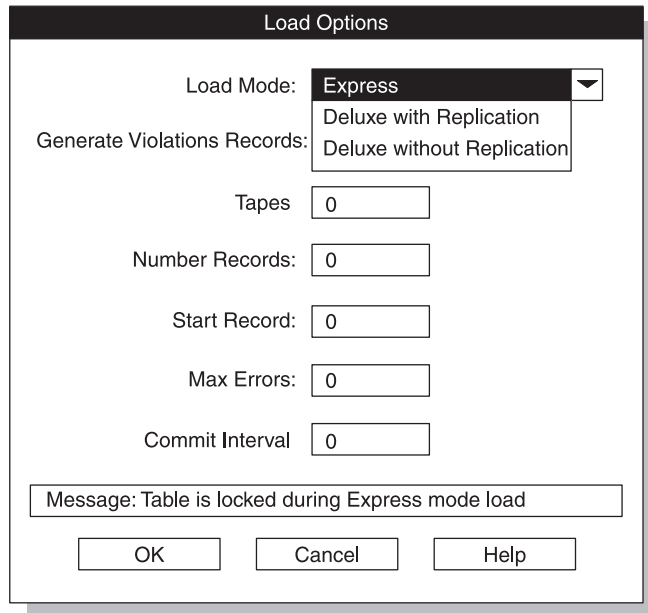 Load Options
Load Mode: Express
Deluxe with Replication
Generate Violations Records: Deluxe without Replication
Tapes 0
Number Records: 0
Start Record: 0
Max Errors: 0
Commit Interval 0
Message: Table is locked during Express mode load
OK Cancel Help